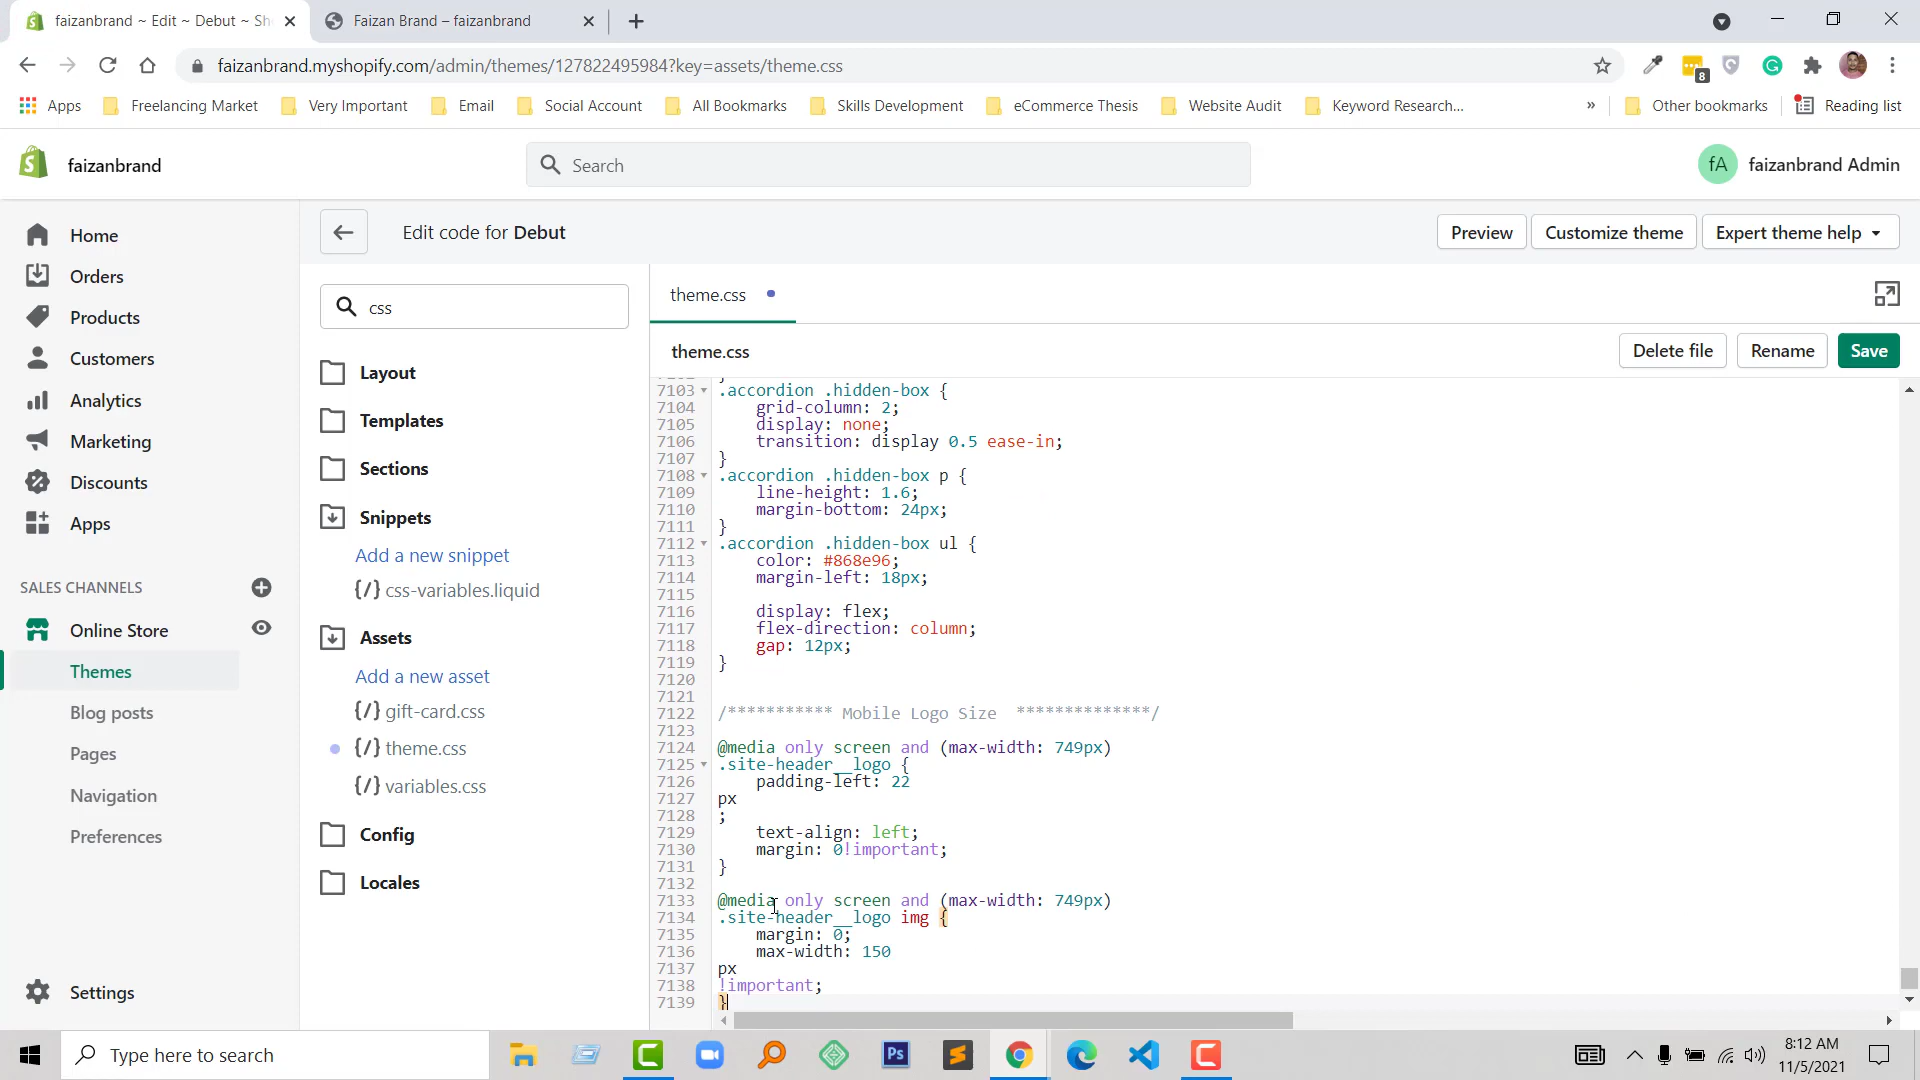 faizanbrand ~ Edit ~ Debut ~ Sh
Faizan Brand – faizanbrand
faizanbrand.myshopify.com/admin/themes/127822495984?key=assets/theme.css
8
Apps
Freelancing Market
Very Important
Email
Social Account
All Bookmarks
Skills Development
eCommerce Thesis
Website Audit
Keyword Research...
»
Other bookmarks
Reading list
faizanbrand
Search
fA
faizanbrand Admin
Home
Orders
Products
Customers
Analytics
Marketing
Discounts
Apps
SALES CHANNELS
Online Store
Themes
Blog posts
Pages
Navigation
Preferences
Settings
Edit code for Debut
Preview
Customize theme
Expert theme help
css
Layout
Templates
Sections
Snippets
Add a new snippet
{/} css-variables.liquid
Assets
Add a new asset
{/} gift-card.css
{/} theme.css
{/} variables.css
Config
Locales
theme.css
theme.css
Delete file
Rename
Save
7103 .accordion .hidden-box {
7104 grid-column: 2;
7105 display: none;
7106 transition: display 0.5 ease-in;
7107 }
7108 .accordion .hidden-box p {
7109 line-height: 1.6;
7110 margin-bottom: 24px;
7111 }
7112 .accordion .hidden-box ul {
7113 color: #868e96;
7114 margin-left: 18px;
7115
7116 display: flex;
7117 flex-direction: column;
7118 gap: 12px;
7119 }
7120
7121
7122 /*********** Mobile Logo Size **************/
7123
7124 @media only screen and (max-width: 749px)
7125 .site-header__logo {
7126 padding-left: 22
7127 px
7128 ;
7129 text-align: left;
7130 margin: 0!important;
7131 }
7132
7133 @media only screen and (max-width: 749px)
7134 .site-header__logo img {
7135 margin: 0;
7136 max-width: 150
7137 px
7138 !important;
7139 }
Type here to search
Ps
8:12 AM
11/5/2021